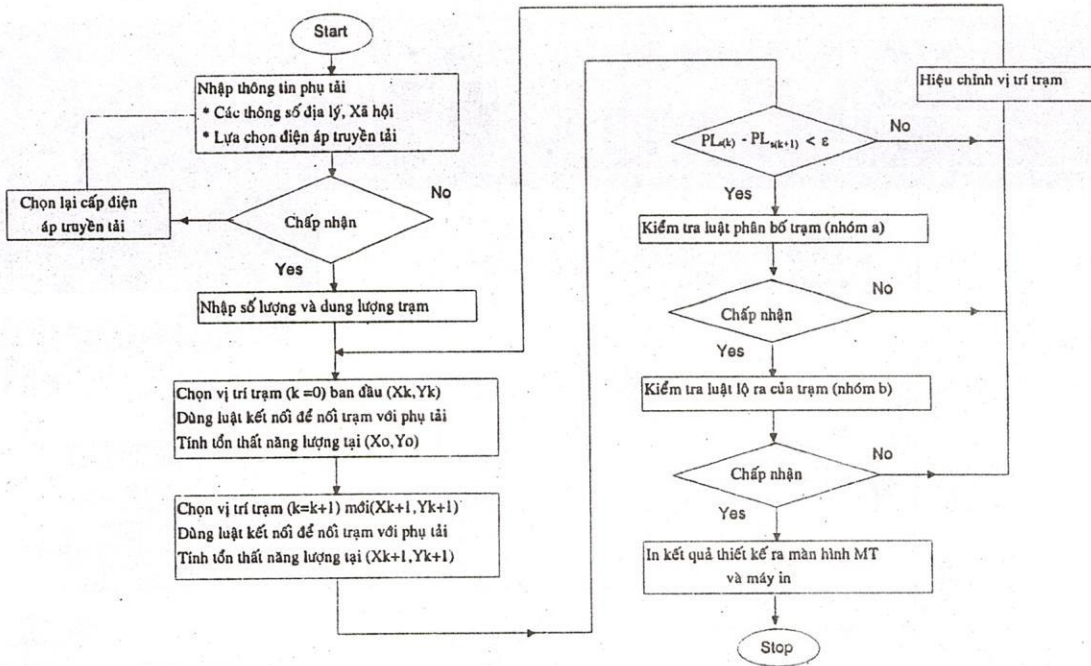 Start
Nhập thông tin phụ tải
* Các thông số địa lý, Xã hội
* Lựa chọn điện áp truyền tải
No
Chọn lại cấp điện
áp truyền tải
Chấp nhận
Yes
Nhập số lượng và dung lượng trạm
Chọn vị trí trạm (k =0) ban đầu (Xk,Yk)
Dùng luật kết nối để nối trạm với phụ tải
Tính tổn thất năng lượng tại (Xo,Yo)
Chọn vị trí trạm (k=k+1) mới(Xk+1,Yk+1)
Dùng luật kết nối để nối trạm với phụ tải
Tính tổn thất năng lượng tại (Xk+1,Yk+1)
Hiệu chỉnh vị trí trạm
PLs(k) - PLs(k+1) < ε
No
Yes
Kiểm tra luật phân bố trạm (nhóm a)
Chấp nhận
No
Yes
Kiểm tra luật lộ ra của trạm (nhóm b)
Chấp nhận
No
Yes
In kết quả thiết kế ra màn hình MT
và máy in
Stop